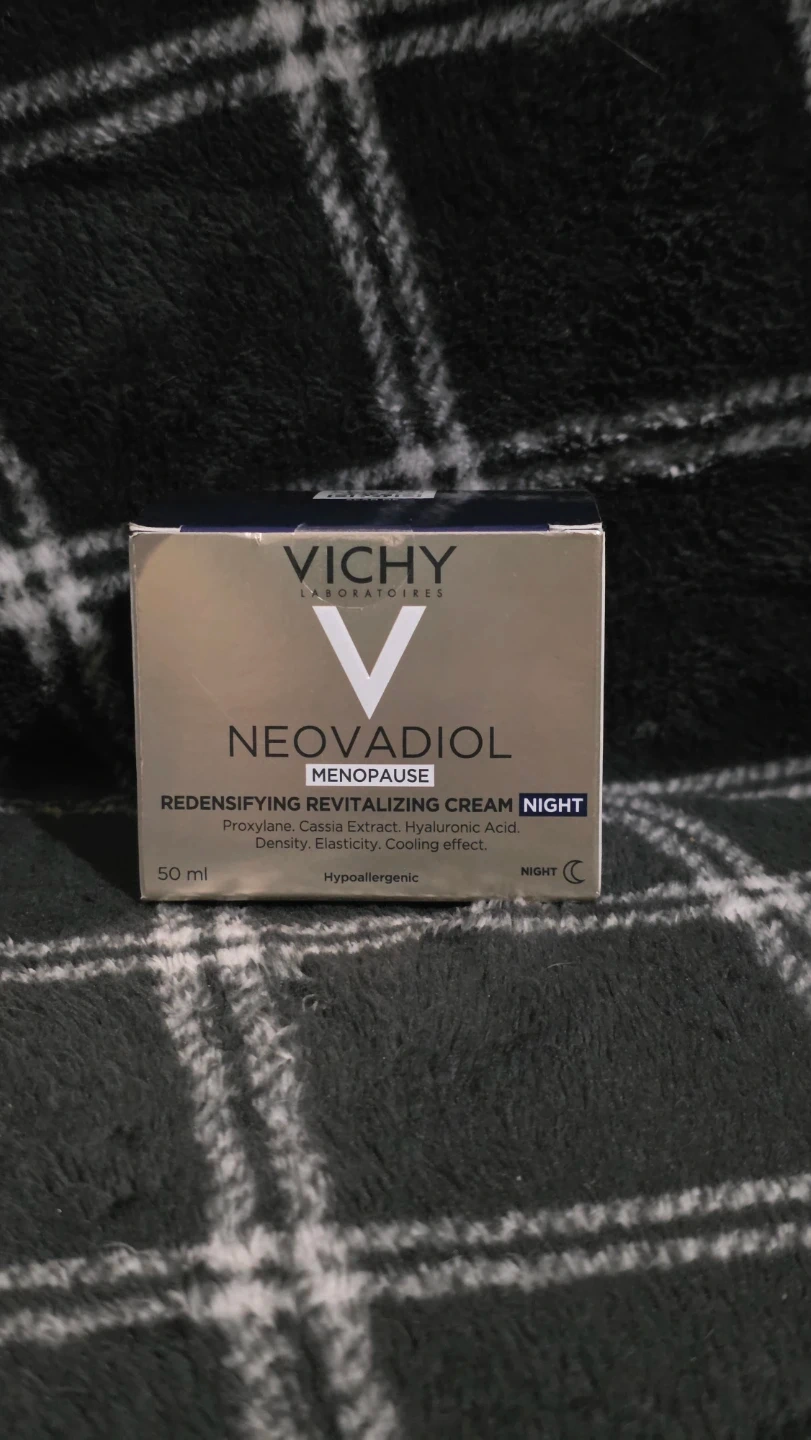 VICHY
LABORATOIRES
V
NEOVADIOL
MENOPAUSE
REDENSIFYING REVITALIZING CREAM NIGHT
Proxylane. Cassia Extract. Hyaluronic Acid.
Density. Elasticity. Cooling effect.
50 ml
Hypoallergenic
NIGHT